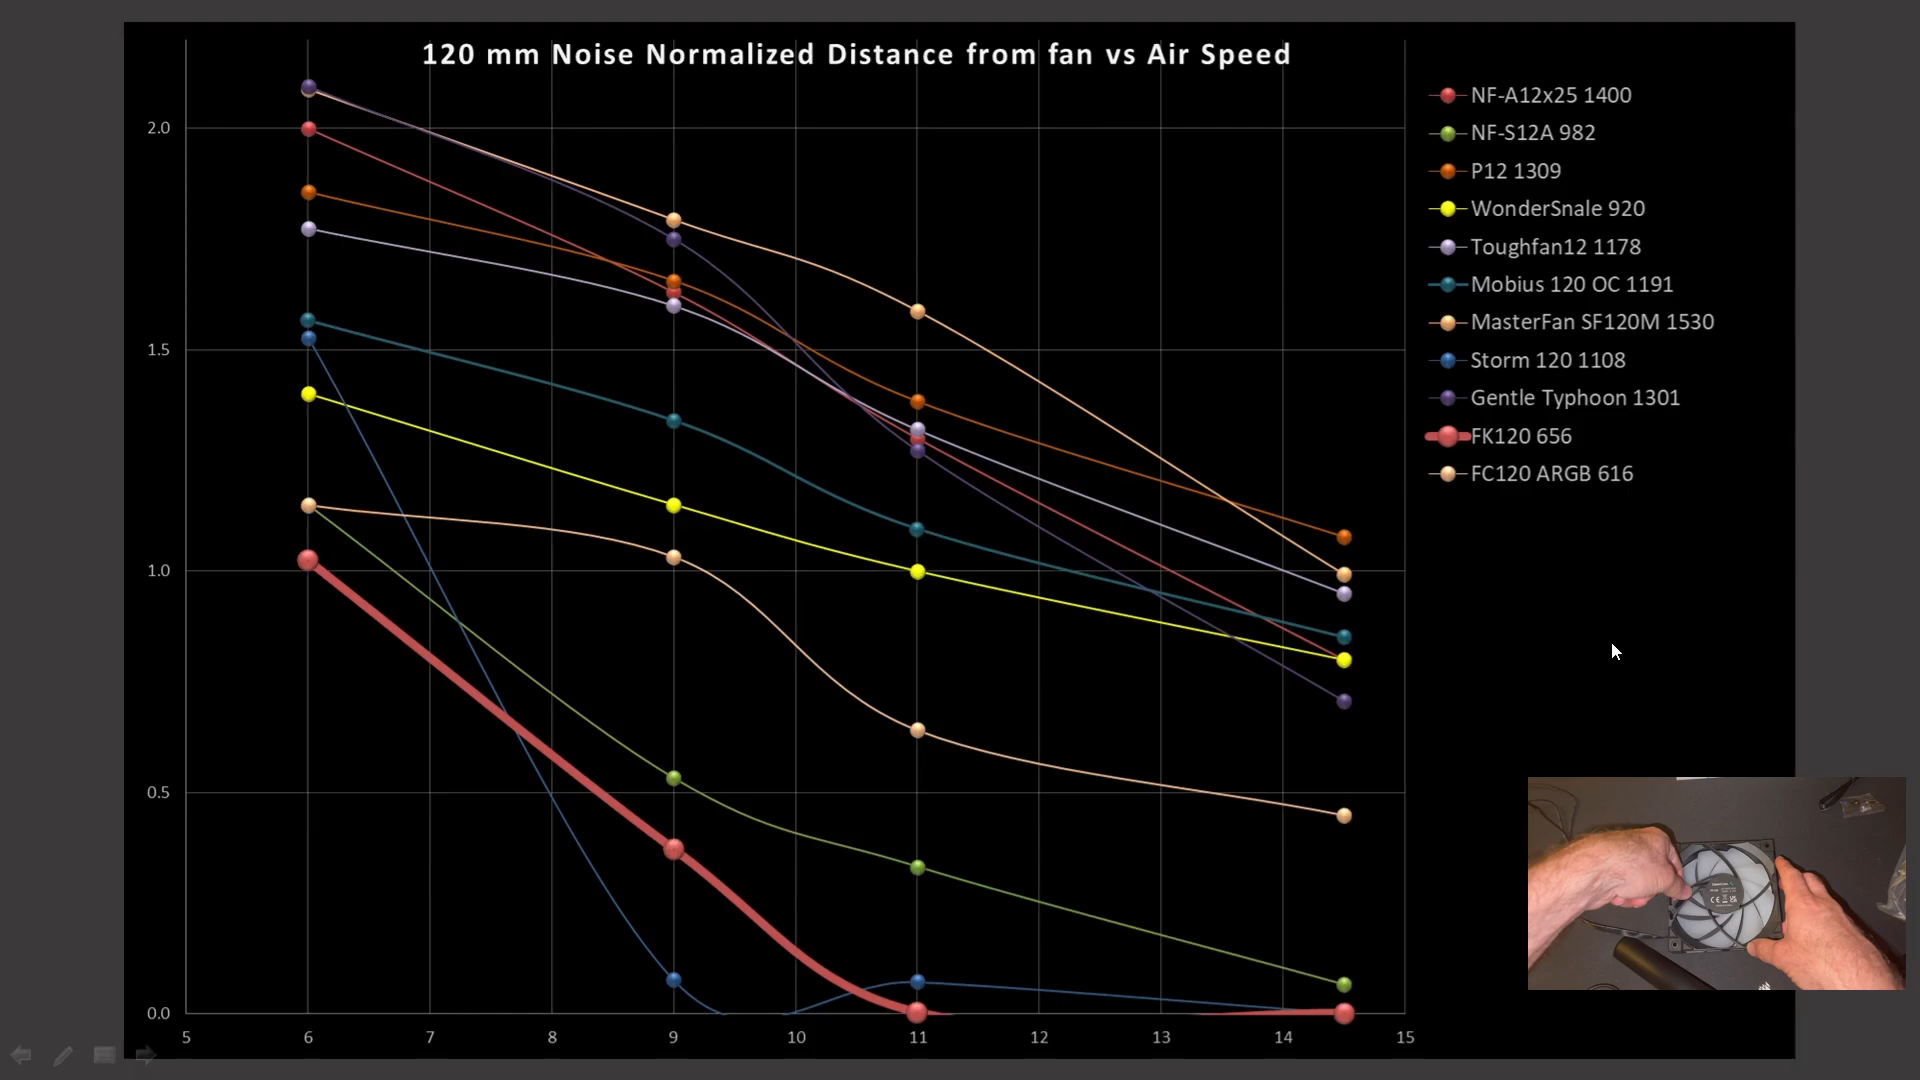 120 mm Noise Normalized Distance from fan vs Air Speed
NF-A12x25 1400
NF-S12A 982
P12 1309
WonderSnale 920
Toughfan12 1178
Mobius 120 OC 1191
MasterFan SF120M 1530
Storm 120 1108
Gentle Typhoon 1301
FK120 656
FC120 ARGB 616
2.0
1.5
1.0
0.5
0.0
5 6 7 8 9 10 11 12 13 14 15